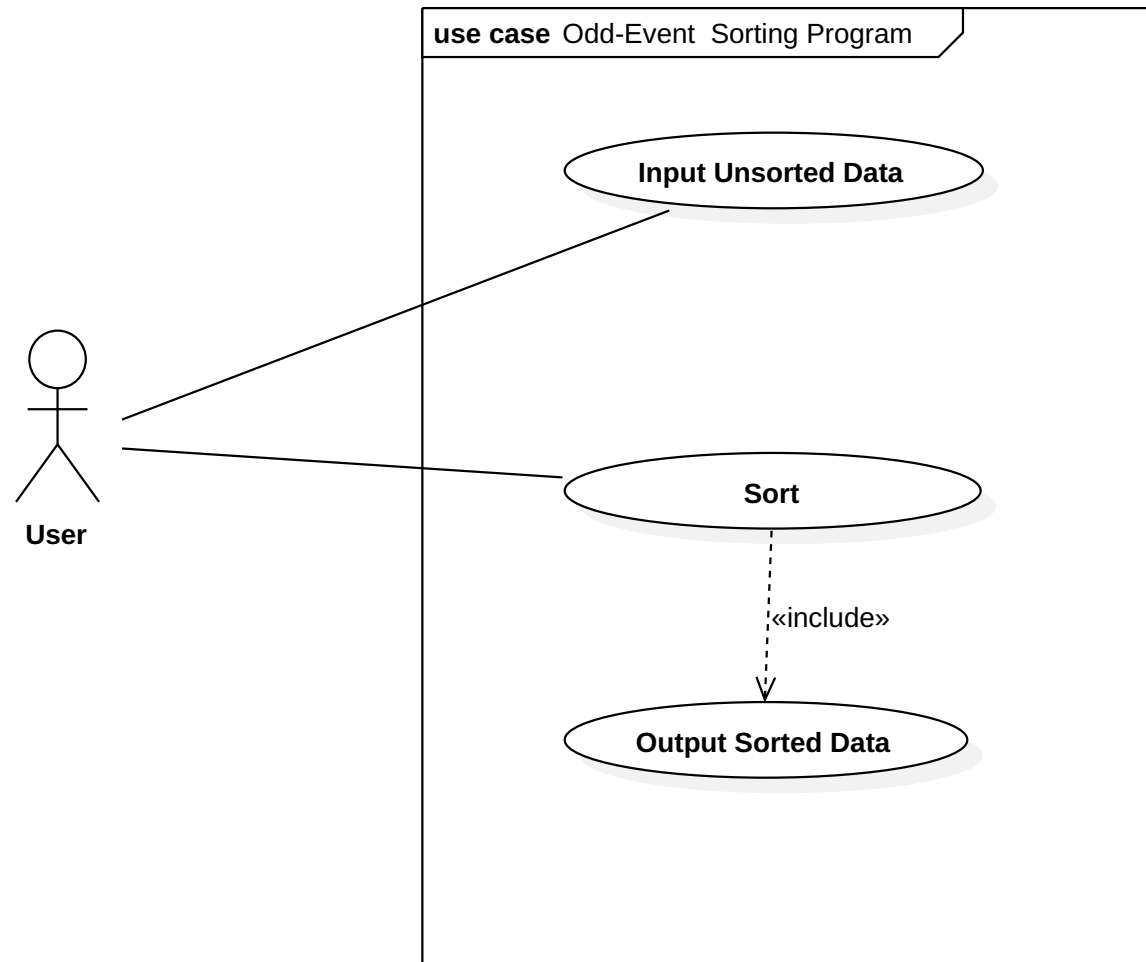 use case Odd-Event Sorting Program
Input Unsorted Data
Sort
User
«include»
Output Sorted Data